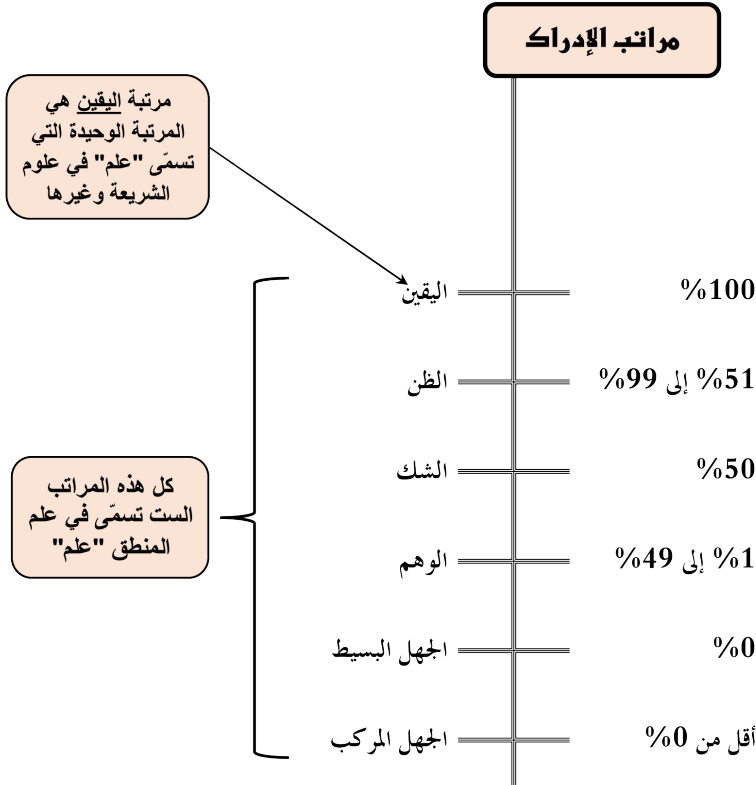 مراتب الإدراك
مرتبة اليقين هي
المرتبة الوحيدة التي
تسمّى "علم" في علوم
الشريعة وغيرها
%100
اليقين
%51 إلى 99%
الظن
%50
الشك
%1 إلى 49%
الوهم
%0
الجهل البسيط
أقل من 0%
الجهل المركب
كل هذه المراتب
الست تسمّى في علم
المنطق "علم"